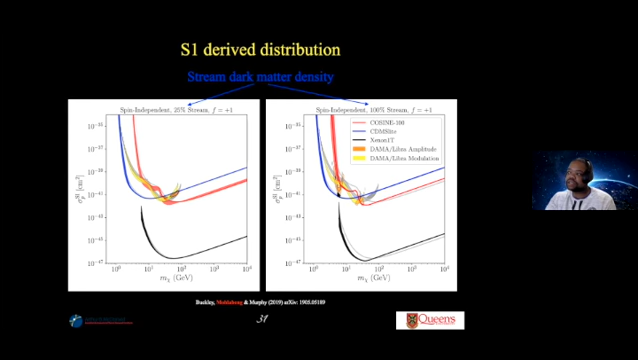 S1 derived distribution
Stream dark matter density
Spin-Independent, 25% Stream, f = +1
Spin-Independent, 100% Stream, f = +1
COSINE-100
CDMSlite
Xenon1T
DAMA/Libra Amplitude
DAMA/Libra Modulation
mχ (GeV)
mχ (GeV)
Buckley, Mohlabeng & Murphy (2019) arXiv: 1905.05189
31
Queens